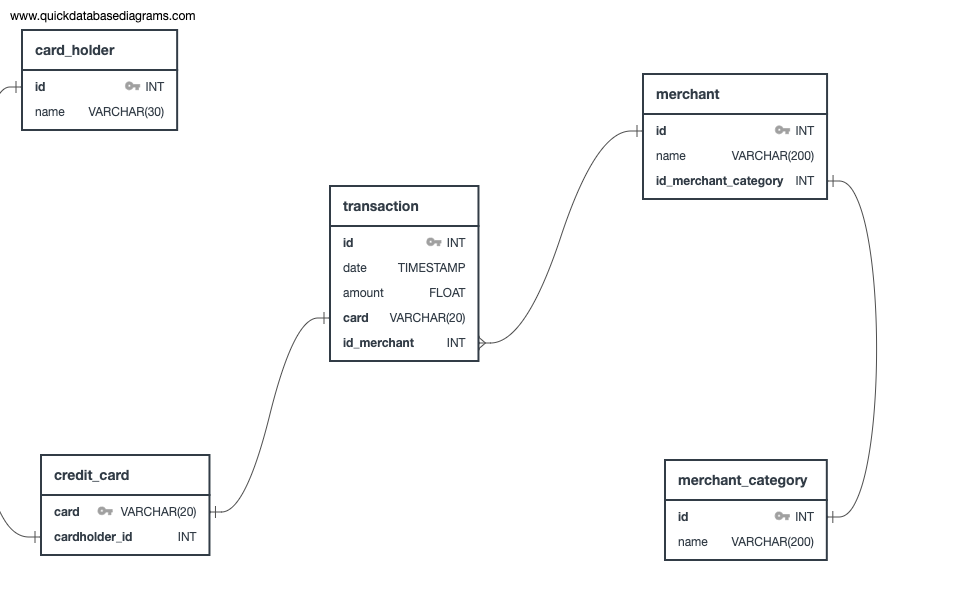 www.quickdatabasediagrams.com
card_holder
id INT
name VARCHAR(30)
merchant
id INT
name VARCHAR(200)
id_merchant_category INT
transaction
id INT
date TIMESTAMP
amount FLOAT
card VARCHAR(20)
id_merchant INT
credit_card
card VARCHAR(20)
cardholder_id INT
merchant_category
id INT
name VARCHAR(200)